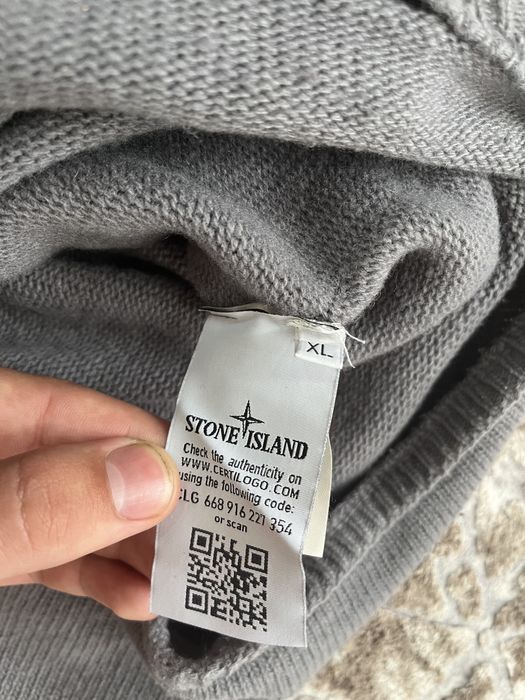 XL
STONE ISLAND
Check the authenticity on
WWW.CERTILOGO.COM
using the following code:
CLG 668 916 221 354
or scan